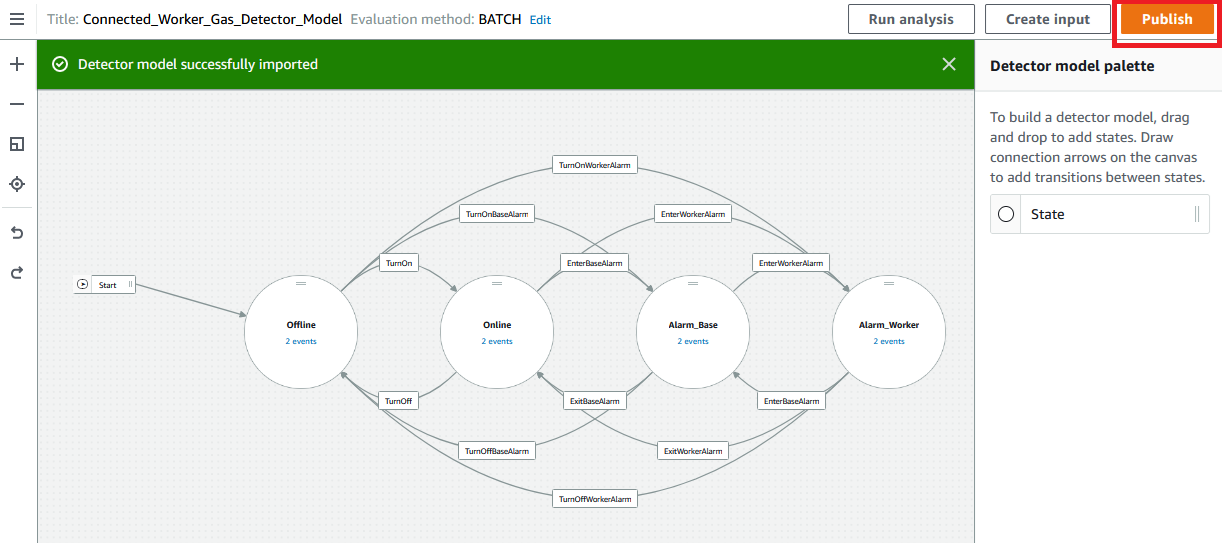 Title: Connected_Worker_Gas_Detector_Model Evaluation method: BATCH Edit
Run analysis
Create input
Publish
Detector model successfully imported
Detector model palette
To build a detector model, drag
and drop to add states. Draw
connection arrows on the canvas
to add transitions between states.
State
TurnOnWorkerAlarm
TurnOnBaseAlarm
EnterWorkerAlarm
TurnOn
EnterBaseAlarm
EnterWorkerAlarm
Start
Offline
2 events
Online
2 events
Alarm_Base
2 events
Alarm_Worker
2 events
TurnOff
ExitBaseAlarm
EnterBaseAlarm
TurnOffBaseAlarm
ExitWorkerAlarm
TurnOffWorkerAlarm